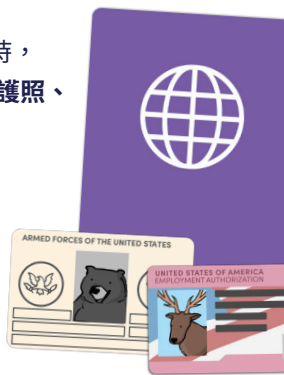 時，
護照、
ARMED FORCES OF THE UNITED STATES
UNITED STATES OF AMERICA
EMPLOYMENT AUTHORIZATION